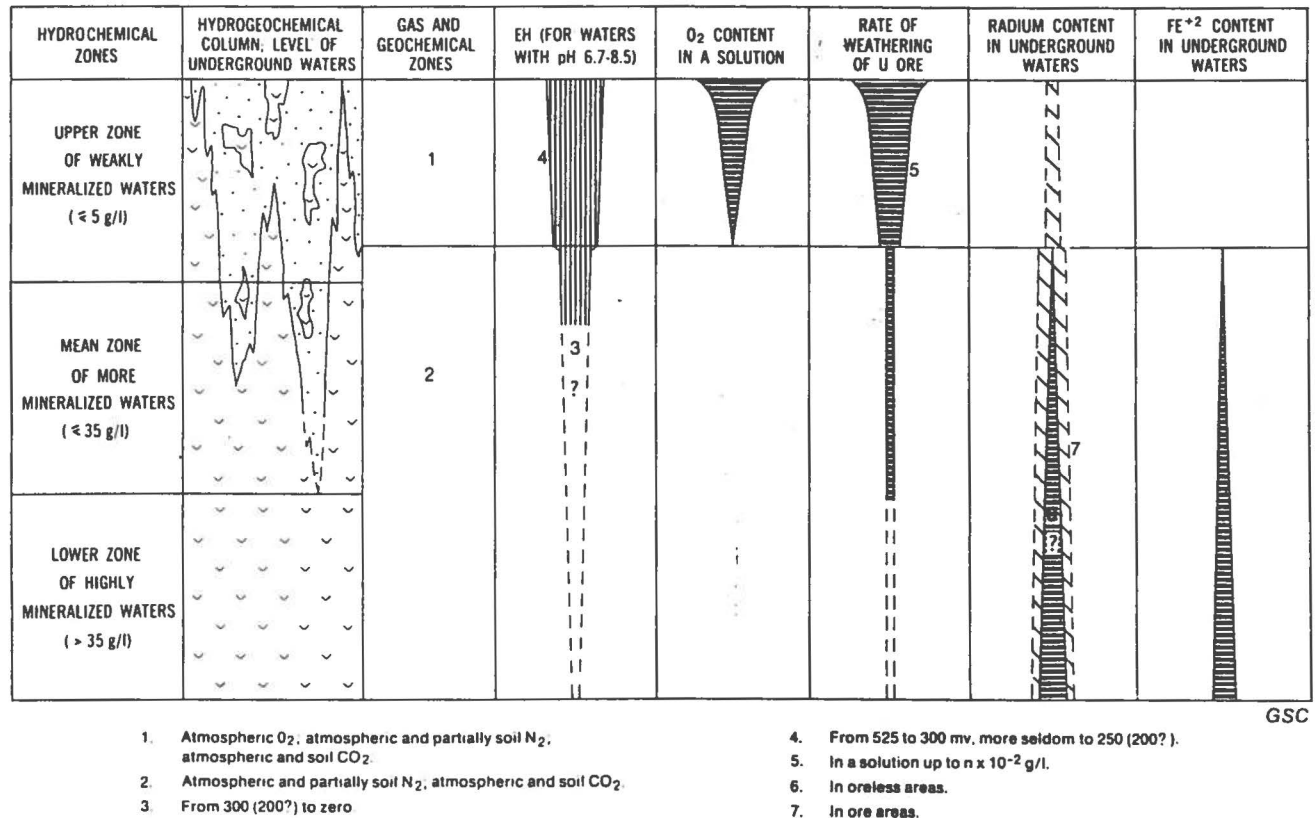 HYDROCHEMICAL
ZONES
HYDROGEOCHEMICAL
COLUMN; LEVEL OF
UNDERGROUND WATERS
GAS AND
GEOCHEMICAL
ZONES
EH (FOR WATERS
WITH pH 6.7-8.5)
O₂ CONTENT
IN A SOLUTION
RATE OF
WEATHERING
OF U ORE
RADIUM CONTENT
IN UNDERGROUND
WATERS
FE⁺² CONTENT
IN UNDERGROUND
WATERS
UPPER ZONE
OF WEAKLY
MINERALIZED WATERS
(⩽ 5 g/l)
1
4
5
MEAN ZONE
OF MORE
MINERALIZED WATERS
(⩽ 35 g/l)
2
3
?
7
LOWER ZONE
OF HIGHLY
MINERALIZED WATERS
(> 35 g/l)
6
?
GSC
1. Atmospheric O₂; atmospheric and partially soil N₂;
atmospheric and soil CO₂.
2. Atmospheric and partially soil N₂; atmospheric and soil CO₂.
3. From 300 (200?) to zero
4. From 525 to 300 mv, more seldom to 250 (200?).
5. In a solution up to n x 10⁻² g/l.
6. In oreless areas.
7. In ore areas.